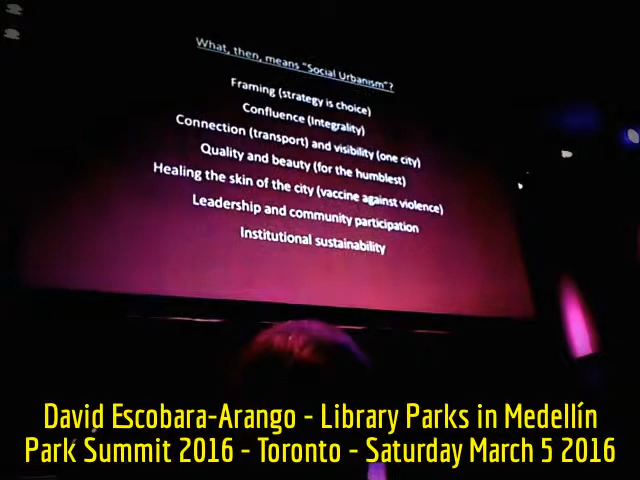 What, then, means "Social Urbanism"?
Framing (strategy is choice)
Confluence (Integrality)
Connection (transport) and visibility (one city)
Quality and beauty (for the humblest)
Healing the skin of the city (vaccine against violence)
Leadership and community participation
Institutional sustainability
David Escobara-Arango - Library Parks in Medellín
Park Summit 2016 - Toronto - Saturday March 5 2016